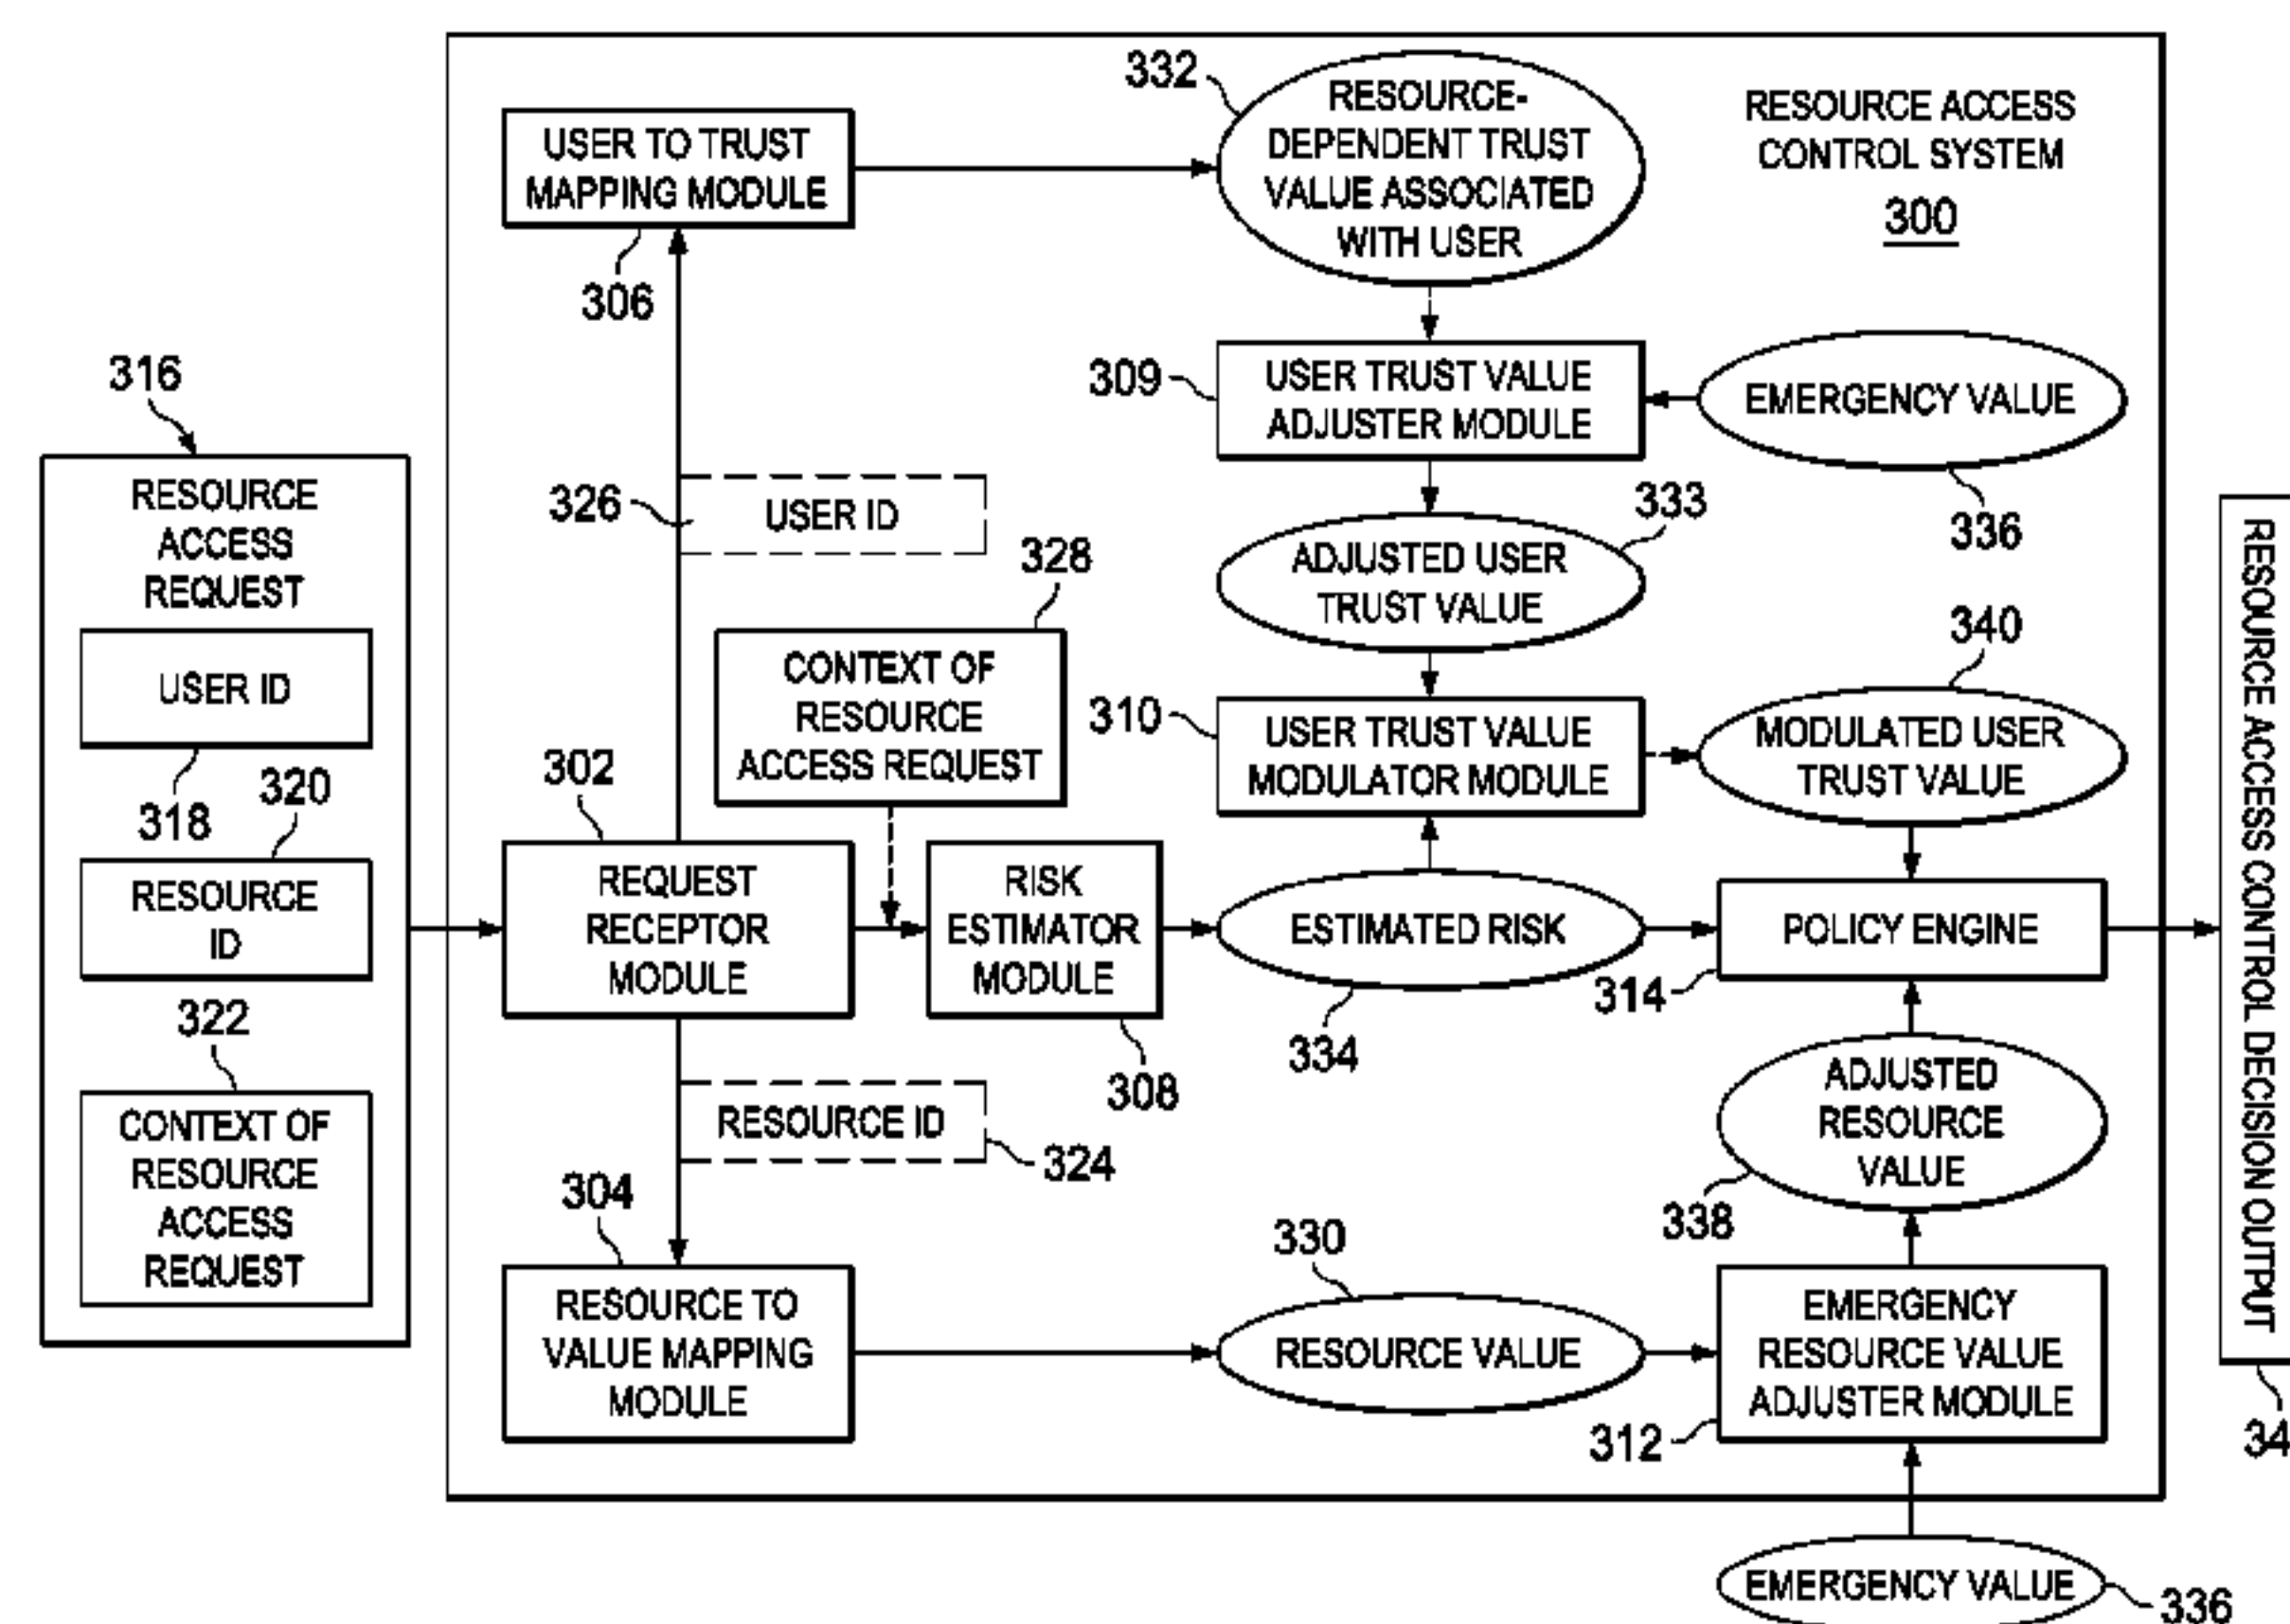 332
RESOURCE-
DEPENDENT TRUST
VALUE ASSOCIATED
WITH USER
RESOURCE ACCESS
CONTROL SYSTEM
300
USER TO TRUST
MAPPING MODULE
306
316
309
USER TRUST VALUE
ADJUSTER MODULE
EMERGENCY VALUE
336
RESOURCE
ACCESS
REQUEST
326
USER ID
333
ADJUSTED USER
TRUST VALUE
328
CONTEXT OF
RESOURCE
ACCESS REQUEST
USER ID
318
320
RESOURCE
ID
322
CONTEXT OF
RESOURCE
ACCESS
REQUEST
310
USER TRUST VALUE
MODULATOR MODULE
340
MODULATED USER
TRUST VALUE
302
REQUEST
RECEPTOR
MODULE
RISK
ESTIMATOR
MODULE
308
ESTIMATED RISK
334
POLICY ENGINE
314
RESOURCE ID
324
ADJUSTED
RESOURCE
VALUE
338
304
RESOURCE TO
VALUE MAPPING
MODULE
330
RESOURCE VALUE
EMERGENCY
RESOURCE VALUE
ADJUSTER MODULE
312
EMERGENCY VALUE
336
RESOURCE ACCESS CONTROL DECISION OUTPUT
34